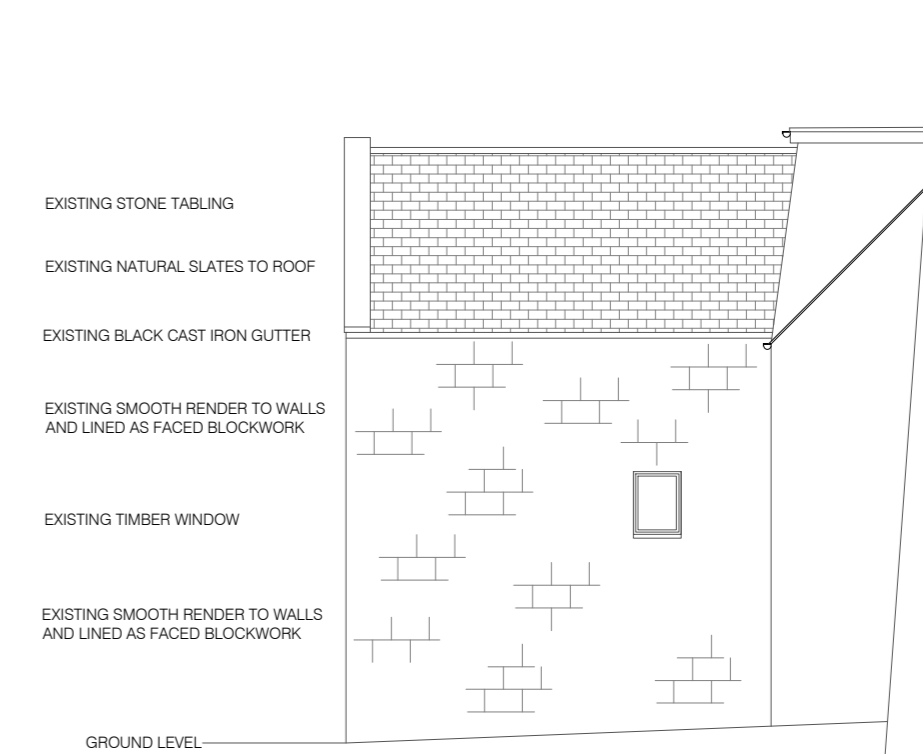 EXISTING STONE TABLING
EXISTING NATURAL SLATES TO ROOF
EXISTING BLACK CAST IRON GUTTER
EXISTING SMOOTH RENDER TO WALLS
AND LINED AS FACED BLOCKWORK
EXISTING TIMBER WINDOW
EXISTING SMOOTH RENDER TO WALLS
AND LINED AS FACED BLOCKWORK
GROUND LEVEL